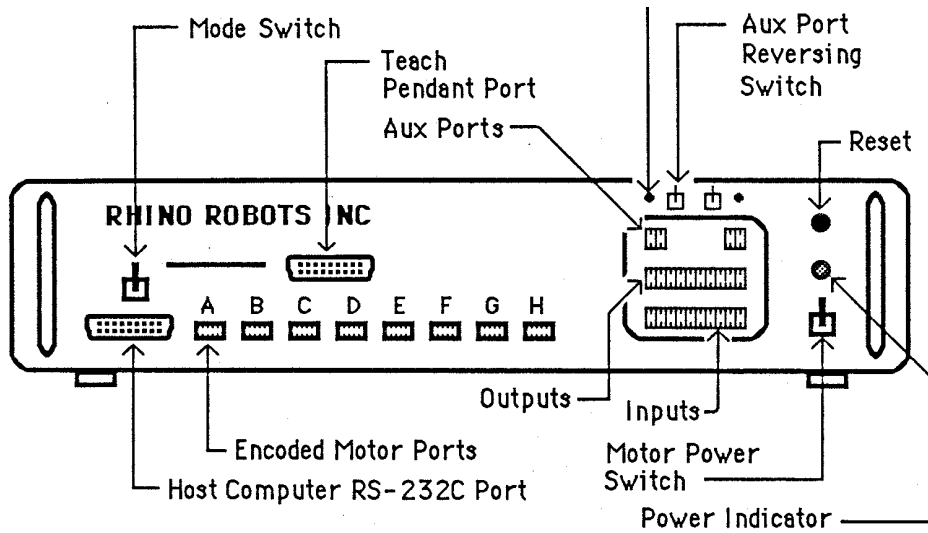 Mode Switch
Teach
Pendant Port
Aux Ports
Aux Port
Reversing
Switch
Reset
RHINO ROBOTS INC
A B C D E F G H
Outputs
Inputs
Encoded Motor Ports
Host Computer RS-232C Port
Motor Power
Switch
Power Indicator